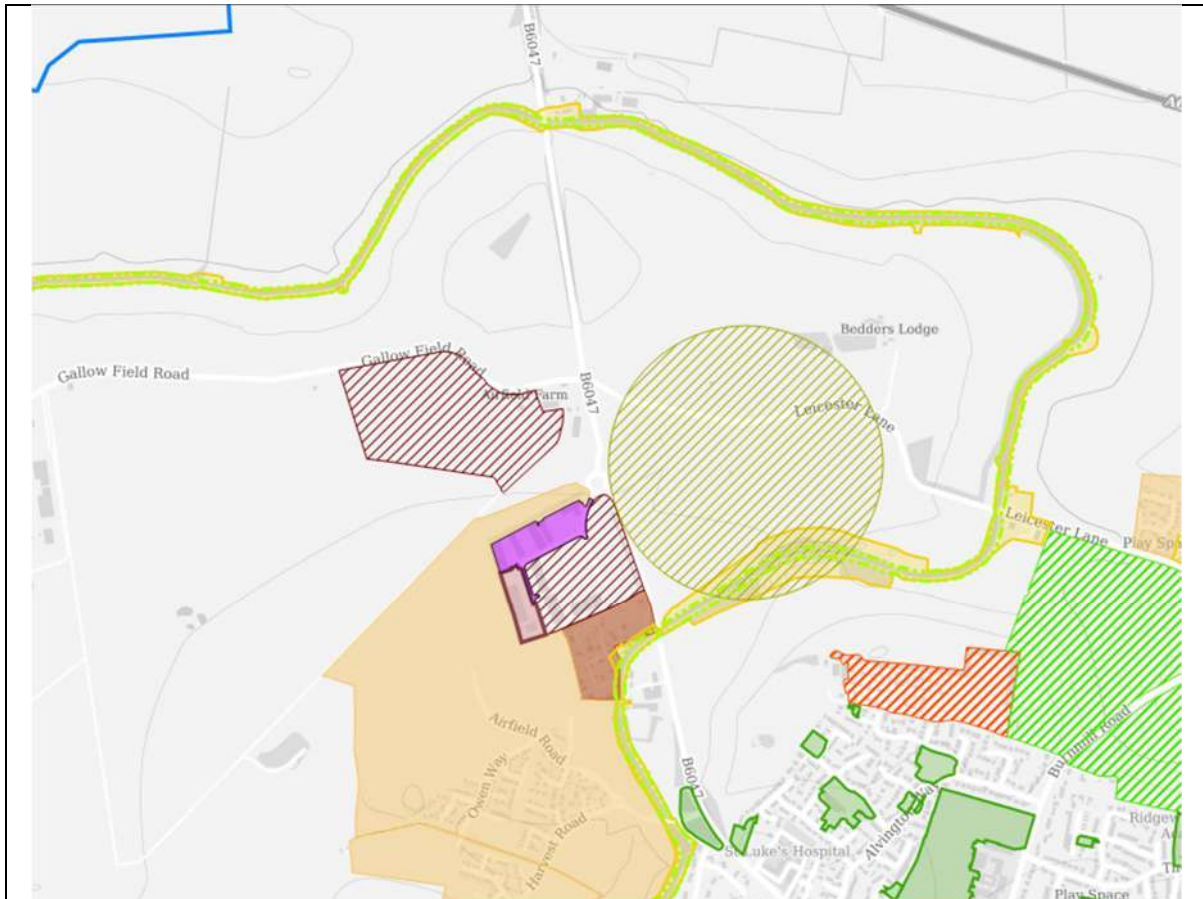 B6047
Bedders Lodge
Gallow Field Road
Gallow Field Road
B6047
Airfield Farm
Leicester Lane
Leicester Lane
Play
Airfield Road
Owen Way
B6047
Burnmill Road
Harvest Road
St Luke's Hospital
Play Space